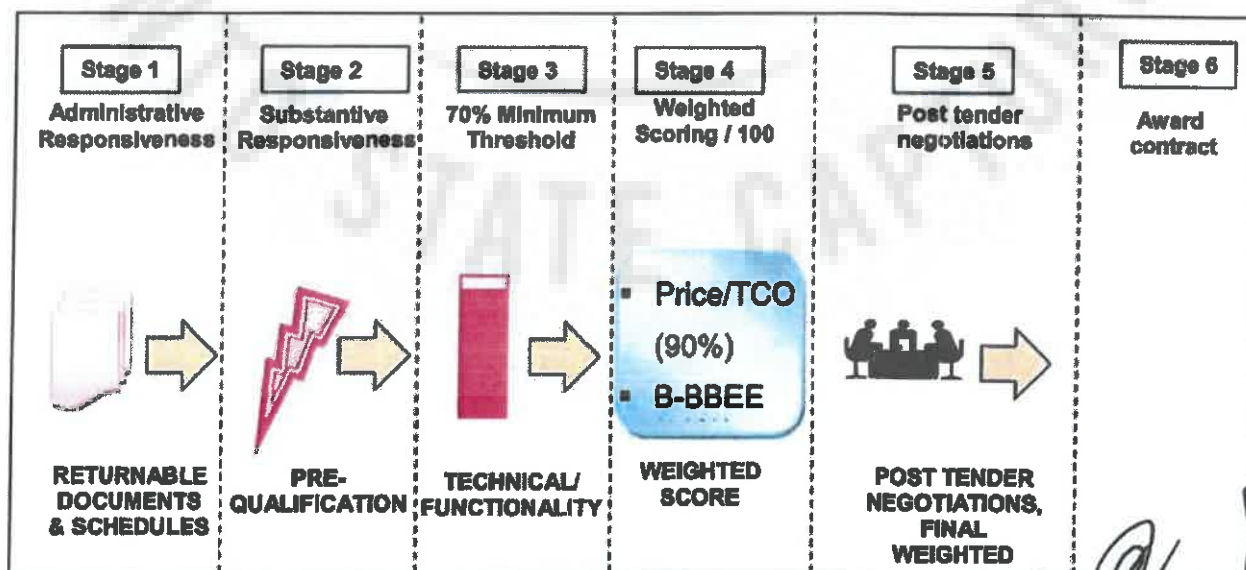 Stage 1
Administrative
Responsiveness
RETURNABLE
DOCUMENTS
& SCHEDULES
Stage 2
Substantive
Responsiveness
PRE-
QUALIFICATION
Stage 3
70% Minimum
Threshold
TECHNICAL/
FUNCTIONALITY
Stage 4
Weighted
Scoring / 100
▪ Price/TCO
(90%)
▪ B-BBEE
WEIGHTED
SCORE
Stage 5
Post tender
negotiations
POST TENDER
NEGOTIATIONS,
FINAL
WEIGHTED
Stage 6
Award
contract
STATE CAPTURE